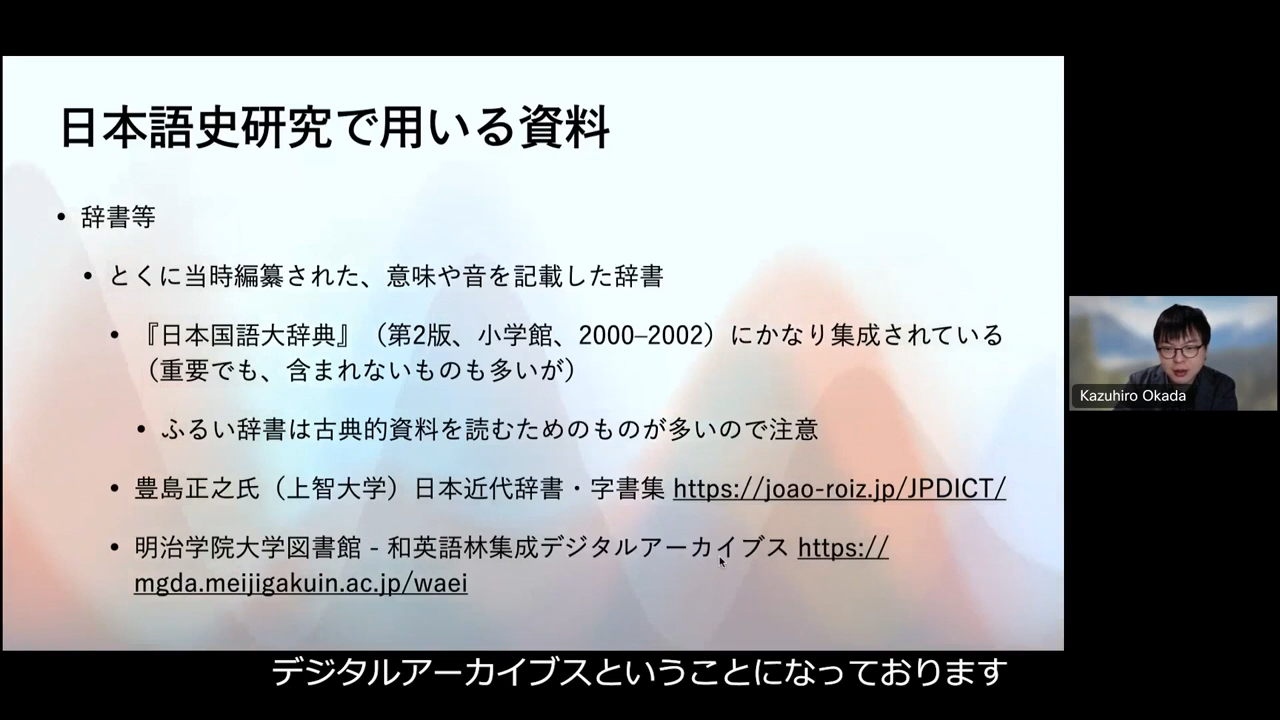 日本語史研究で用いる資料
• 辞書等
• とくに当時編纂された、意味や音を記載した辞書
• 『日本国語大辞典』（第2版、小学館、2000–2002）にかなり集成されている
（重要でも、含まれないものも多いが）
• ふるい辞書は古典的資料を読むためのものが多いので注意
• 豊島正之氏（上智大学）日本近代辞書・字書集 https://joao-roiz.jp/JPDICT/
• 明治学院大学図書館 - 和英語林集成デジタルアーカイブス https://
mgda.meijigakuin.ac.jp/waei
Kazuhiro Okada
デジタルアーカイブスということになっております